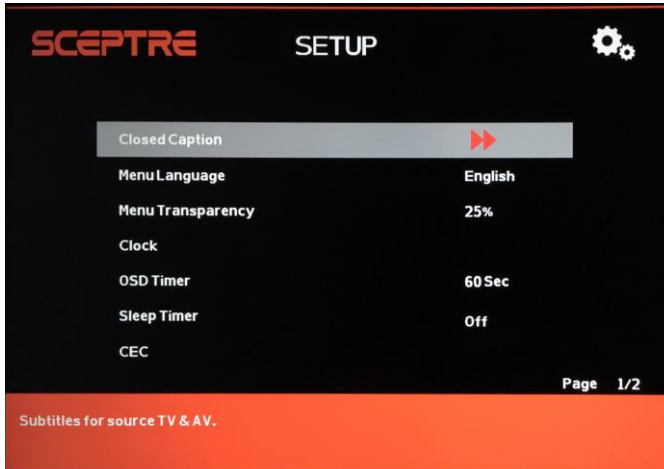 SCEPTRE SETUP
Closed Caption
Menu Language English
Menu Transparency 25%
Clock
OSD Timer 60 Sec
Sleep Timer Off
CEC
Page 1/2
Subtitles for source TV & AV.